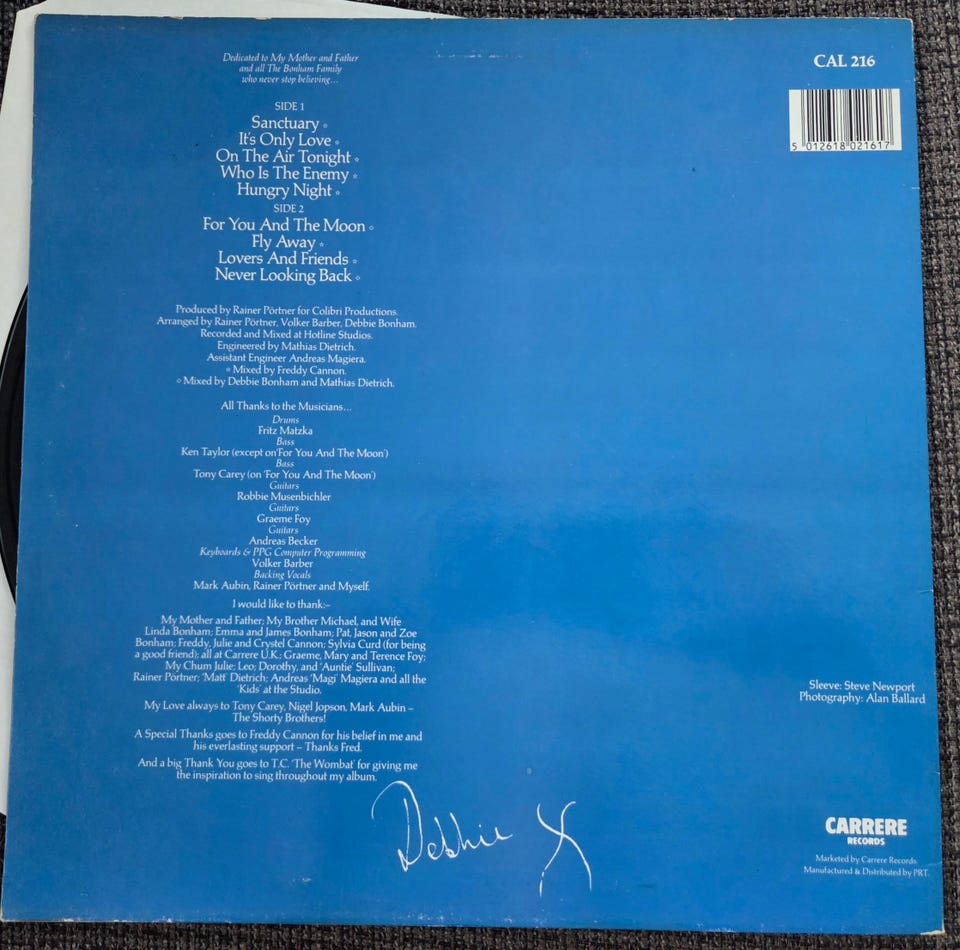 Dedicated to My Mother and Father
and all The Bonham Family
who never stop believing...
CAL 216
5 012618 021617
SIDE 1
Sanctuary
It's Only Love
On The Air Tonight
Who Is The Enemy
Hungry Night
SIDE 2
For You And The Moon
Fly Away
Lovers And Friends
Never Looking Back
Produced by Rainer Pörtner for Colibri Productions.
Arranged by Rainer Pörtner, Volker Barber, Debbie Bonham.
Recorded and Mixed at Hotline Studios.
Engineered by Mathias Dietrich.
Assistant Engineer Andreas Magiera.
Mixed by Freddy Cannon.
Mixed by Debbie Bonham and Mathias Dietrich.
All Thanks to the Musicians...
Drums
Fritz Matzka
Bass
Ken Taylor (except on 'For You And The Moon')
Bass
Tony Carey (on 'For You And The Moon')
Guitars
Robbie Musenbichler
Guitars
Graeme Foy
Guitars
Andreas Becker
Keyboards & PPG Computer Programming
Volker Barber
Backing Vocals
Mark Aubin, Rainer Pörtner and Myself.
I would like to thank:-
My Mother and Father; My Brother Michael, and Wife
Linda Bonham; Emma and James Bonham; Pat, Jason and Zoe
Bonham; Freddy, Julie and Crystel Cannon; Sylvia Curd (for being
a good friend); all at Carrere U.K.; Graeme, Mary and Terence Foy;
My Chum Julie; Leo; Dorothy, and 'Auntie' Sullivan;
Rainer Pörtner; 'Matt' Dietrich; Andreas 'Magi' Magiera and all the
'Kids' at the Studio.
My Love always to Tony Carey, Nigel Jopson, Mark Aubin –
The Shorty Brothers!
A Special Thanks goes to Freddy Cannon for his belief in me and
his everlasting support – Thanks Fred.
And a big Thank You goes to T.C. 'The Wombat' for giving me
the inspiration to sing throughout my album.
Debbie X
Sleeve: Steve Newport
Photography: Alan Ballard
CARRERE
RECORDS
Marketed by Carrere Records.
Manufactured & Distributed by PRT.